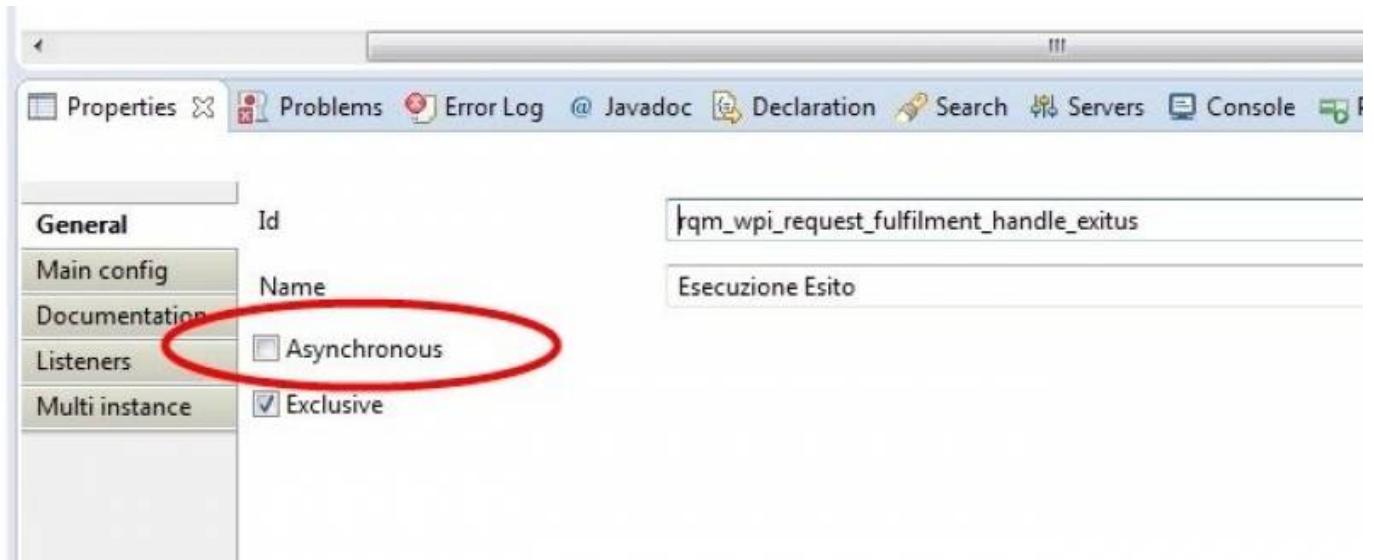 Properties Problems Error Log @ Javadoc Declaration Search Servers Console
General
Id
rqm_wpi_request_fulfilment_handle_exitus
Main config
Name
Esecuzione Esito
Documentation
Asynchronous
Listeners
Exclusive
Multi instance